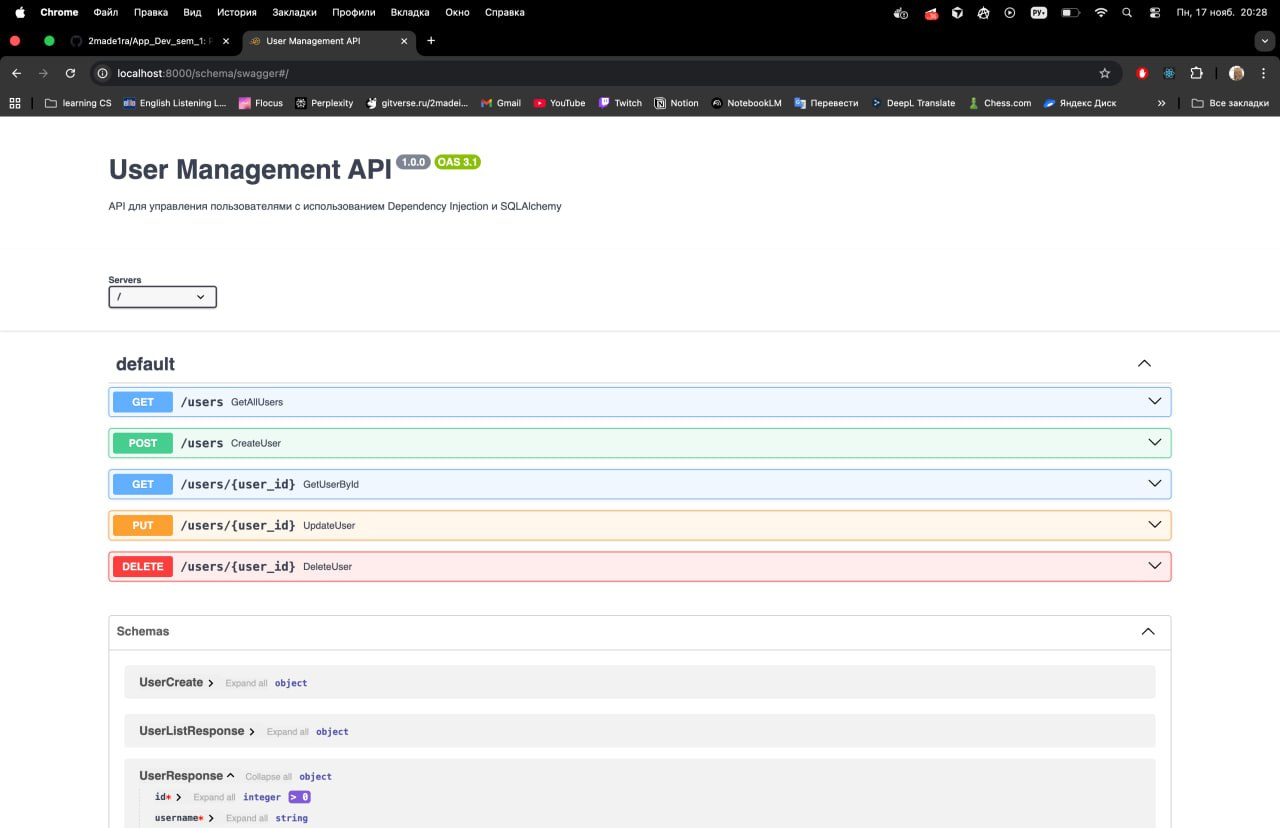 Chrome Файл Правка Вид История Закладки Профили Вкладка Окно Справка РУ Пн, 17 нояб. 20:28
2made1ra/App_Dev_sem_1: User Management API
localhost:8000/schema/swagger#/
learning CS English Listening L... Flocus Perplexity gitverse.ru/2madei... Gmail YouTube Twitch Notion NotebookLM Перевести DeepL Translate Chess.com Яндекс Диск Все закладки
User Management API 1.0.0 OAS 3.1
API для управления пользователями с использованием Dependency Injection и SQLAlchemy
Servers
/
default
GET /users GetAllUsers
POST /users CreateUser
GET /users/{user_id} GetUserById
PUT /users/{user_id} UpdateUser
DELETE /users/{user_id} DeleteUser
Schemas
UserCreate Expand all object
UserListResponse Expand all object
UserResponse Collapse all object
id* Expand all integer > 0
username* Expand all string